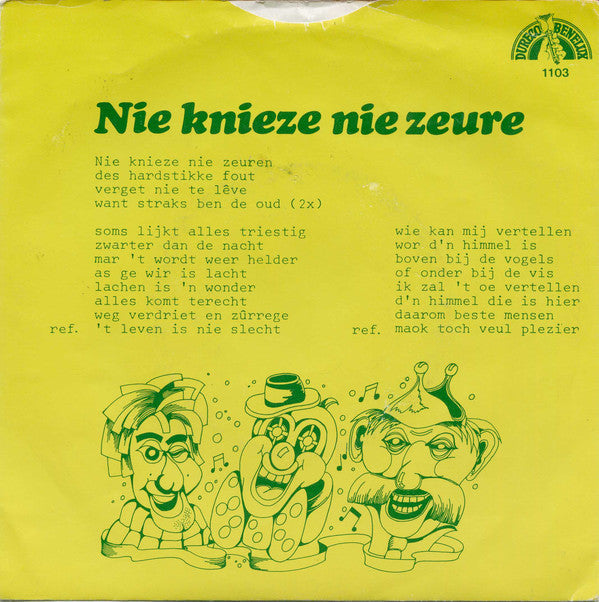 DURECO BENELUX
1103
Nie knieze nie zeure
Nie knieze nie zeuren
des hardstikke fout
verget nie te lêve
want straks ben de oud (2x)
soms lijkt alles triestig
zwarter dan de nacht
mar 't wordt weer helder
as ge wir is lacht
lachen is 'n wonder
alles komt terecht
weg verdriet en zûrrege
ref. 't leven is nie slecht
wie kan mij vertellen
wor d'n himmel is
boven bij de vogels
of onder bij de vis
ik zal 't oe vertellen
d'n himmel die is hier
daarom beste mensen
ref. maok toch veul plezier